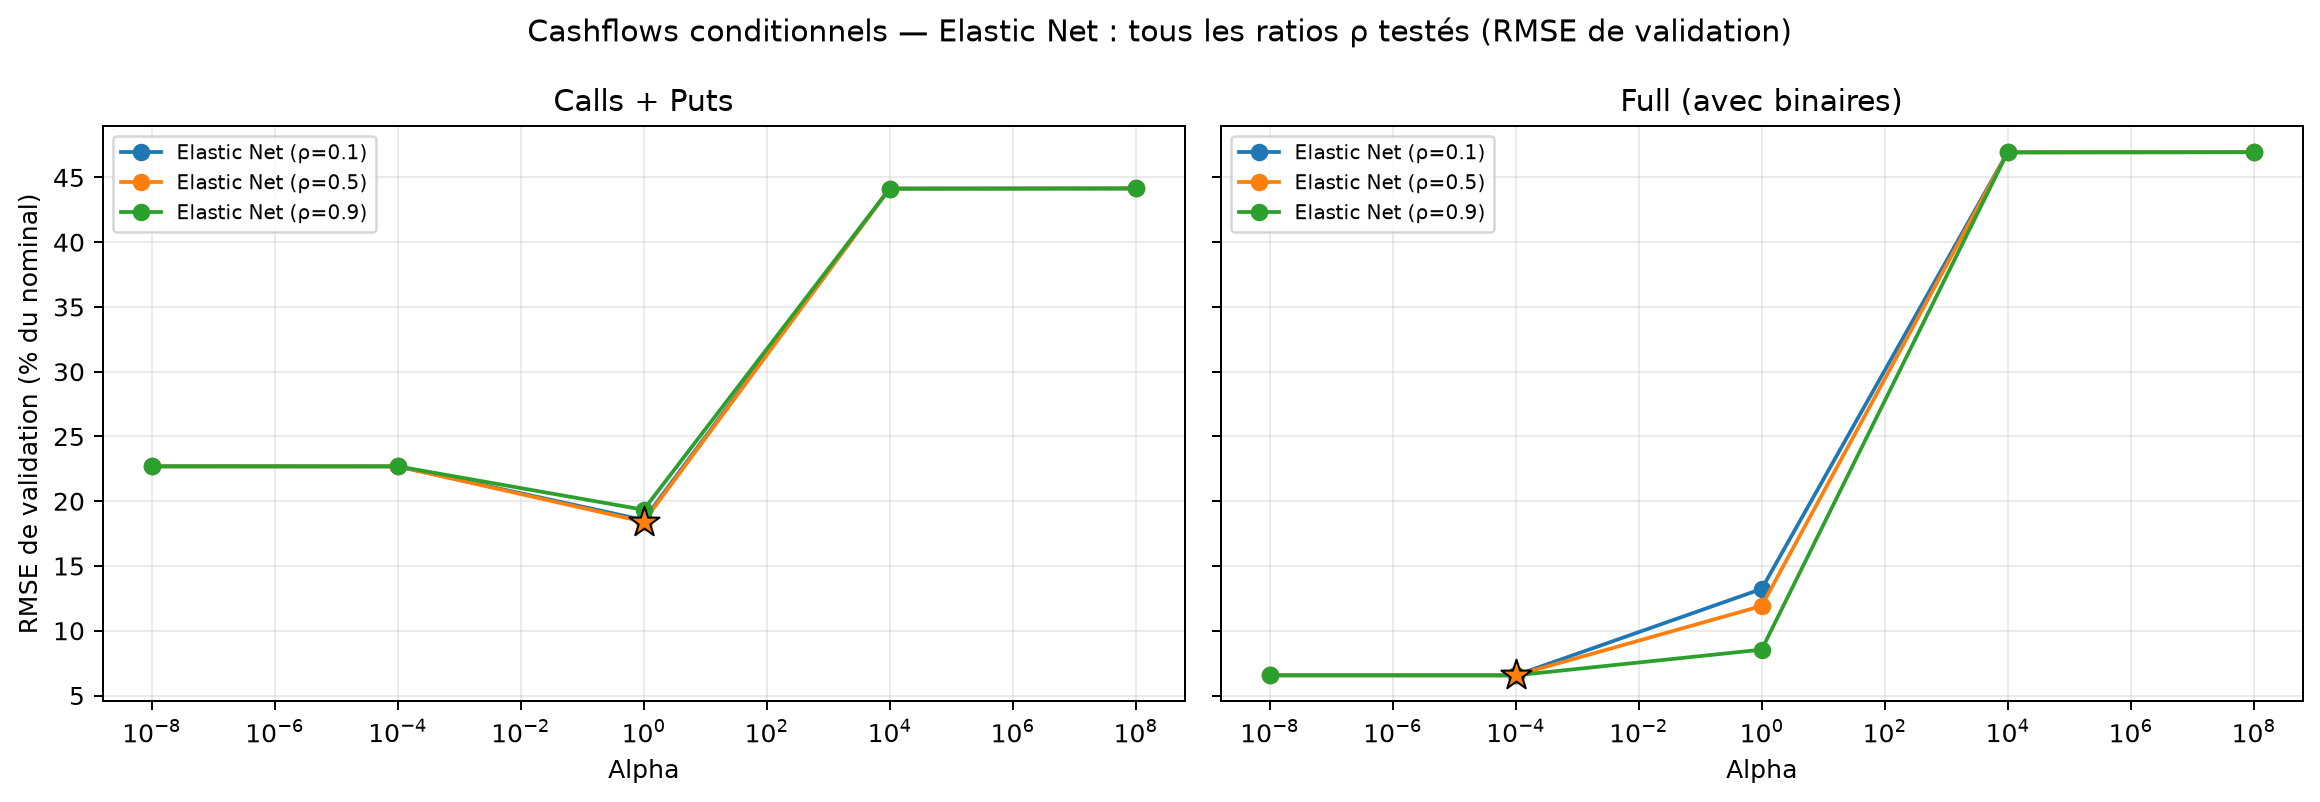 Cashflows conditionnels — Elastic Net : tous les ratios ρ testés (RMSE de validation)
Calls + Puts
Elastic Net (ρ=0.1)
Elastic Net (ρ=0.5)
Elastic Net (ρ=0.9)
RMSE de validation (% du nominal)
45
40
35
30
25
20
15
10
5
10⁻⁸ 10⁻⁶ 10⁻⁴ 10⁻² 10⁰ 10² 10⁴ 10⁶ 10⁸
Alpha
Full (avec binaires)
Elastic Net (ρ=0.1)
Elastic Net (ρ=0.5)
Elastic Net (ρ=0.9)
10⁻⁸ 10⁻⁶ 10⁻⁴ 10⁻² 10⁰ 10² 10⁴ 10⁶ 10⁸
Alpha